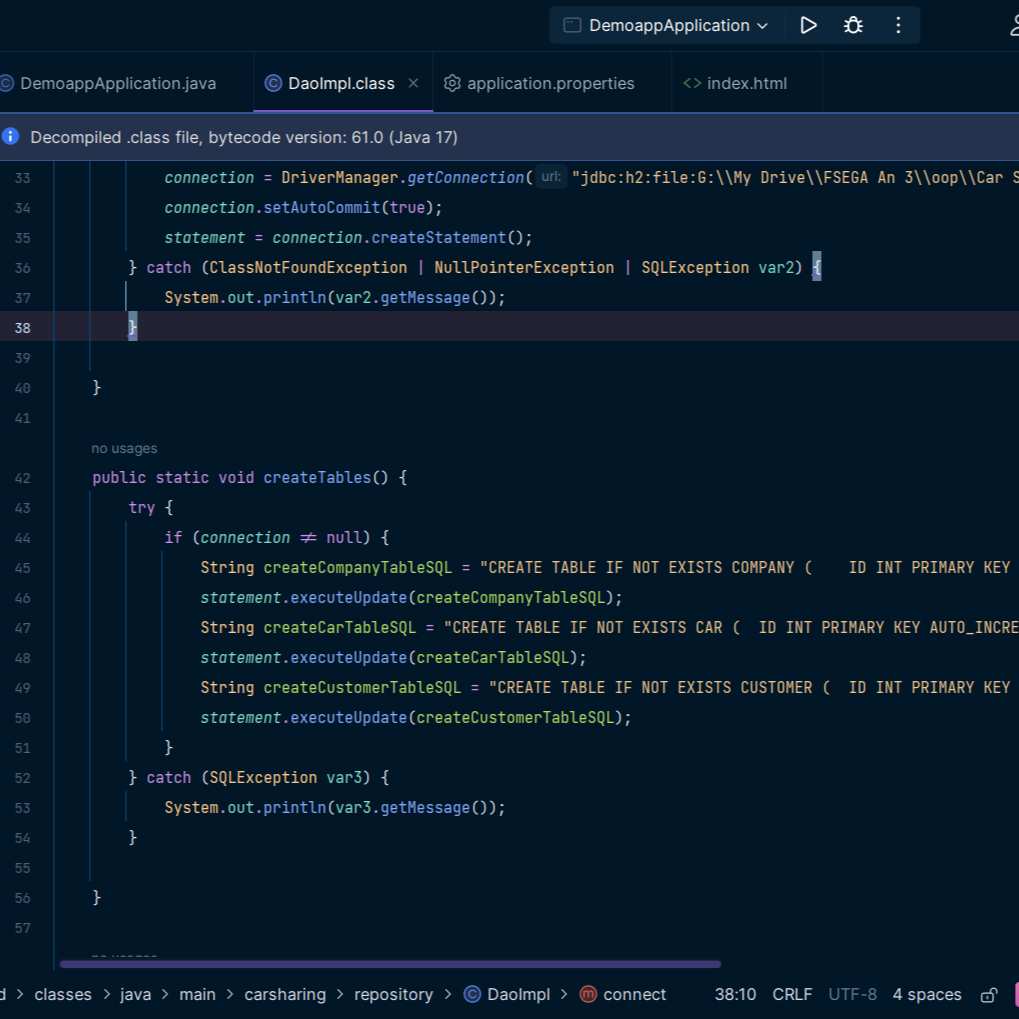 DemoappApplication
DemoappApplication.java DaoImpl.class × application.properties <> index.html
Decompiled .class file, bytecode version: 61.0 (Java 17)
33 connection = DriverManager.getConnection( url: "jdbc:h2:file:G:\\My Drive\\FSEGA An 3\\oop\\Car S
34 connection.setAutoCommit(true);
35 statement = connection.createStatement();
36 } catch (ClassNotFoundException | NullPointerException | SQLException var2) {
37 System.out.println(var2.getMessage());
38 }
39
40 }
41
no usages
42 public static void createTables() {
43 try {
44 if (connection ≠ null) {
45 String createCompanyTableSQL = "CREATE TABLE IF NOT EXISTS COMPANY ( ID INT PRIMARY KEY
46 statement.executeUpdate(createCompanyTableSQL);
47 String createCarTableSQL = "CREATE TABLE IF NOT EXISTS CAR ( ID INT PRIMARY KEY AUTO_INCRE
48 statement.executeUpdate(createCarTableSQL);
49 String createCustomerTableSQL = "CREATE TABLE IF NOT EXISTS CUSTOMER ( ID INT PRIMARY KEY
50 statement.executeUpdate(createCustomerTableSQL);
51 }
52 } catch (SQLException var3) {
53 System.out.println(var3.getMessage());
54 }
55
56 }
57
d > classes > java > main > carsharing > repository > DaoImpl > connect 38:10 CRLF UTF-8 4 spaces